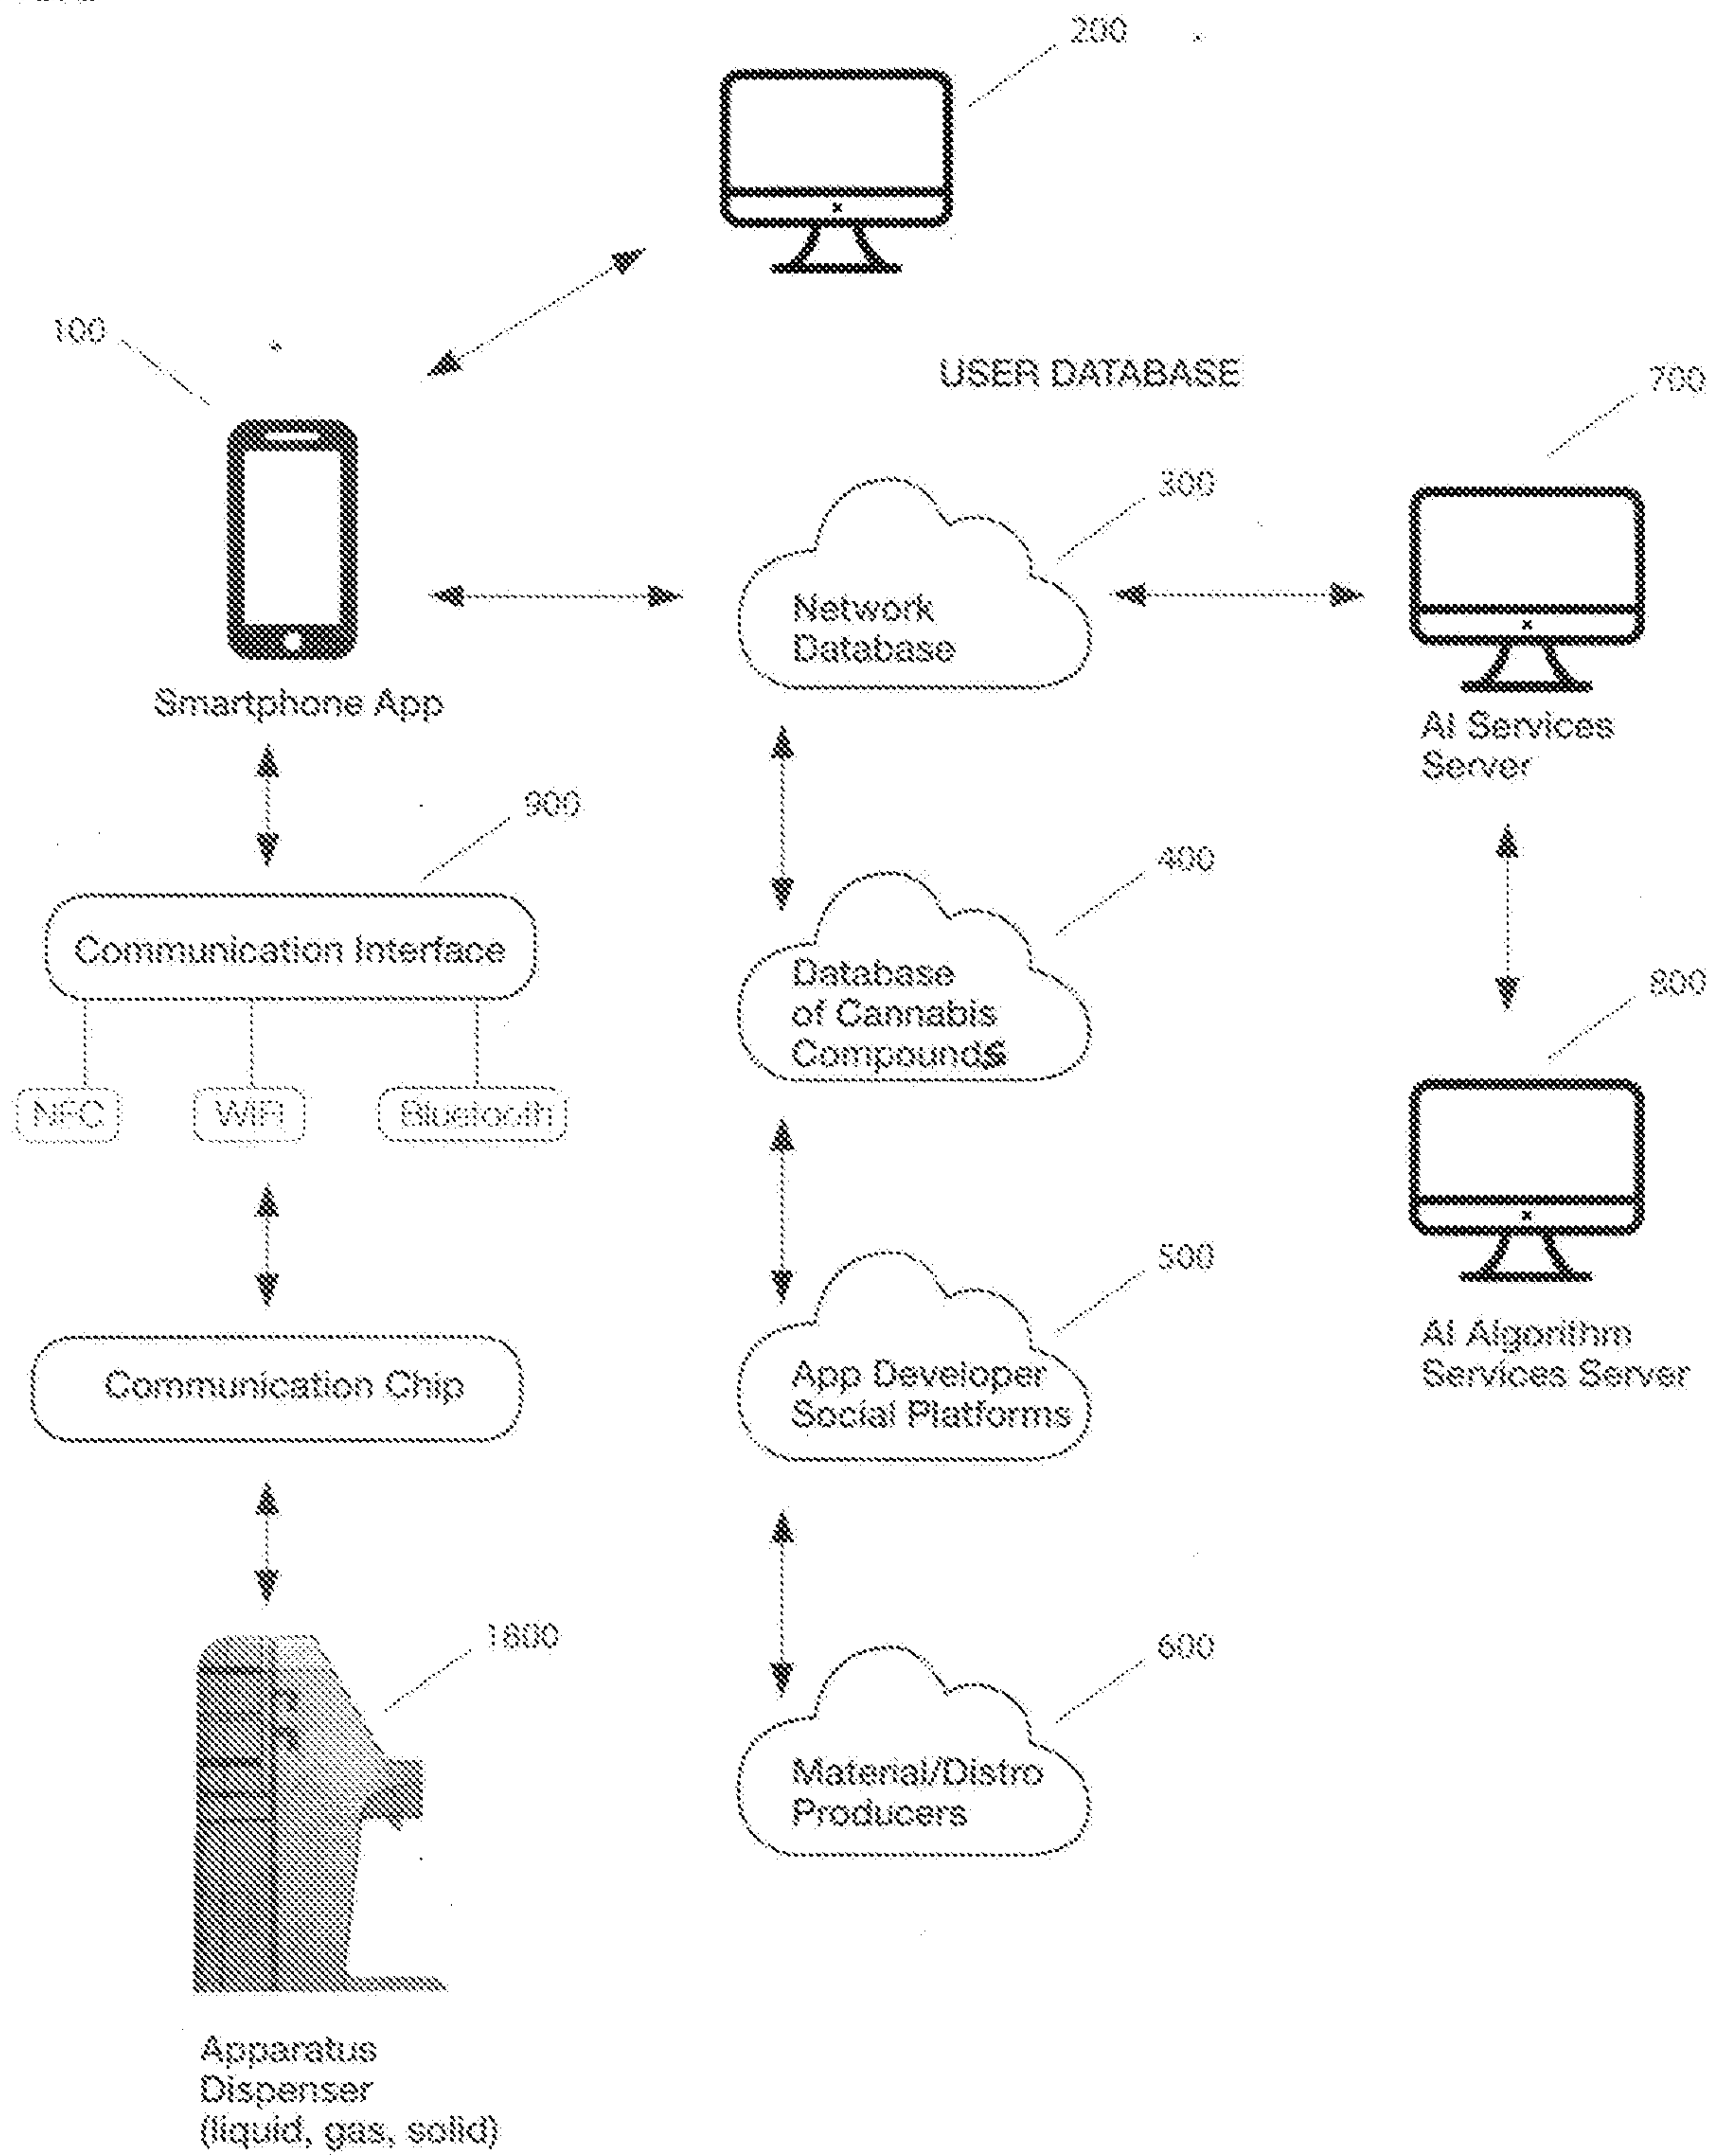 200
100
USER DATABASE
700
300
Network
Database
Smartphone App
AI Services
Server
900
400
Communication Interface
Database
of Cannabis
Compounds
800
NFC
WiFi
Bluetooth
500
App Developer
Social Platforms
AI Algorithm
Services Server
Communication Chip
1800
600
Material/Distro
Producers
Apparatus
Dispenser
(liquid, gas, solid)